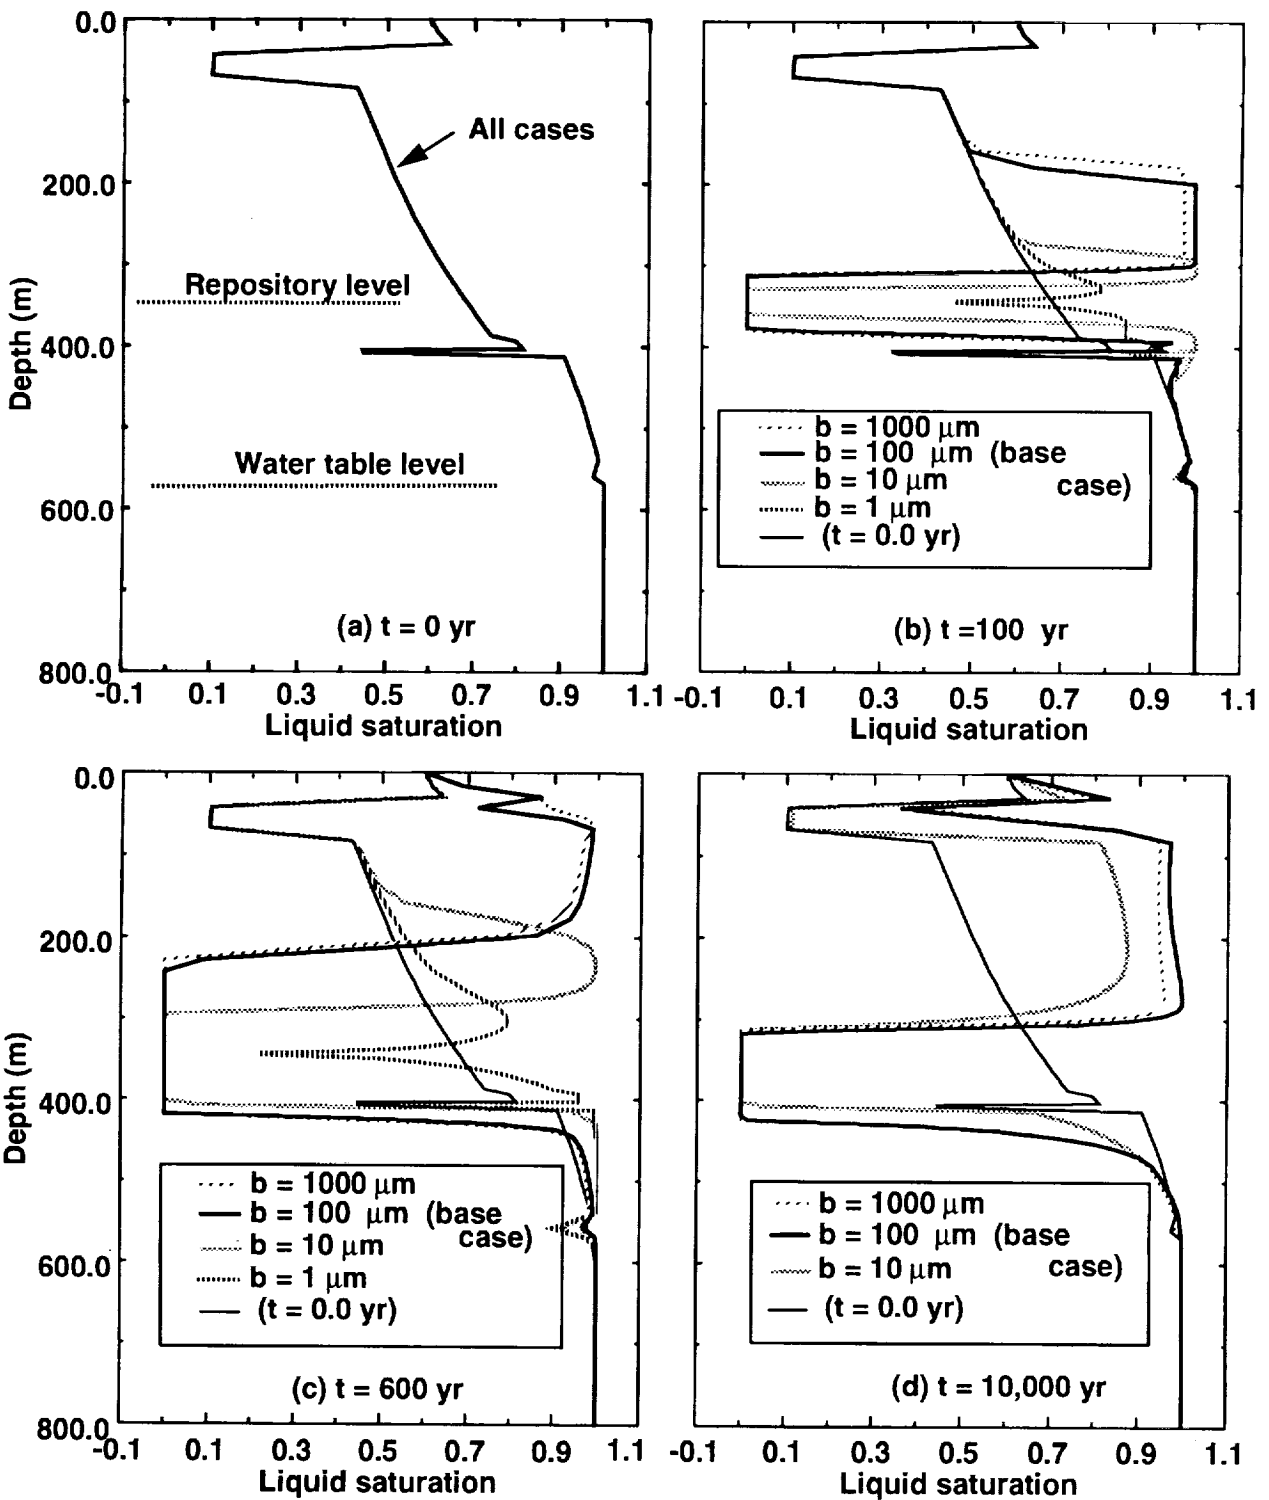 0.0
200.0
400.0
600.0
800.0
Depth (m)
All cases
Repository level
Water table level
(a) t = 0 yr
-0.1 0.1 0.3 0.5 0.7 0.9 1.1
Liquid saturation
b = 1000 μm
b = 100 μm (base
case)
b = 10 μm
b = 1 μm
(t = 0.0 yr)
(b) t =100 yr
-0.1 0.1 0.3 0.5 0.7 0.9 1.1
Liquid saturation
0.0
200.0
400.0
600.0
800.0
Depth (m)
b = 1000 μm
b = 100 μm (base
case)
b = 10 μm
b = 1 μm
(t = 0.0 yr)
(c) t = 600 yr
-0.1 0.1 0.3 0.5 0.7 0.9 1.1
Liquid saturation
b = 1000 μm
b = 100 μm (base
case)
b = 10 μm
(t = 0.0 yr)
(d) t = 10,000 yr
-0.1 0.1 0.3 0.5 0.7 0.9 1.1
Liquid saturation